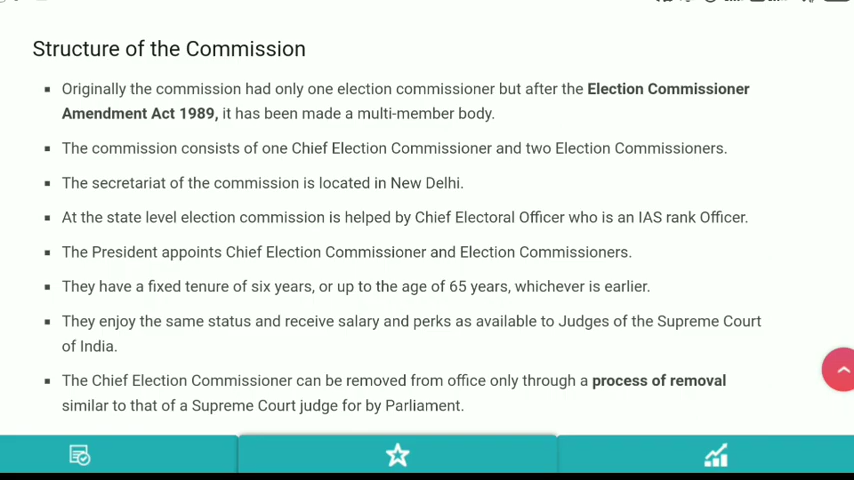 Structure of the Commission
Originally the commission had only one election commissioner but after the Election Commissioner
Amendment Act 1989, it has been made a multi-member body.
The commission consists of one Chief Election Commissioner and two Election Commissioners.
The secretariat of the commission is located in New Delhi.
At the state level election commission is helped by Chief Electoral Officer who is an IAS rank Officer.
The President appoints Chief Election Commissioner and Election Commissioners.
They have a fixed tenure of six years, or up to the age of 65 years, whichever is earlier.
They enjoy the same status and receive salary and perks as available to Judges of the Supreme Court
of India.
The Chief Election Commissioner can be removed from office only through a process of removal
similar to that of a Supreme Court judge for by Parliament.